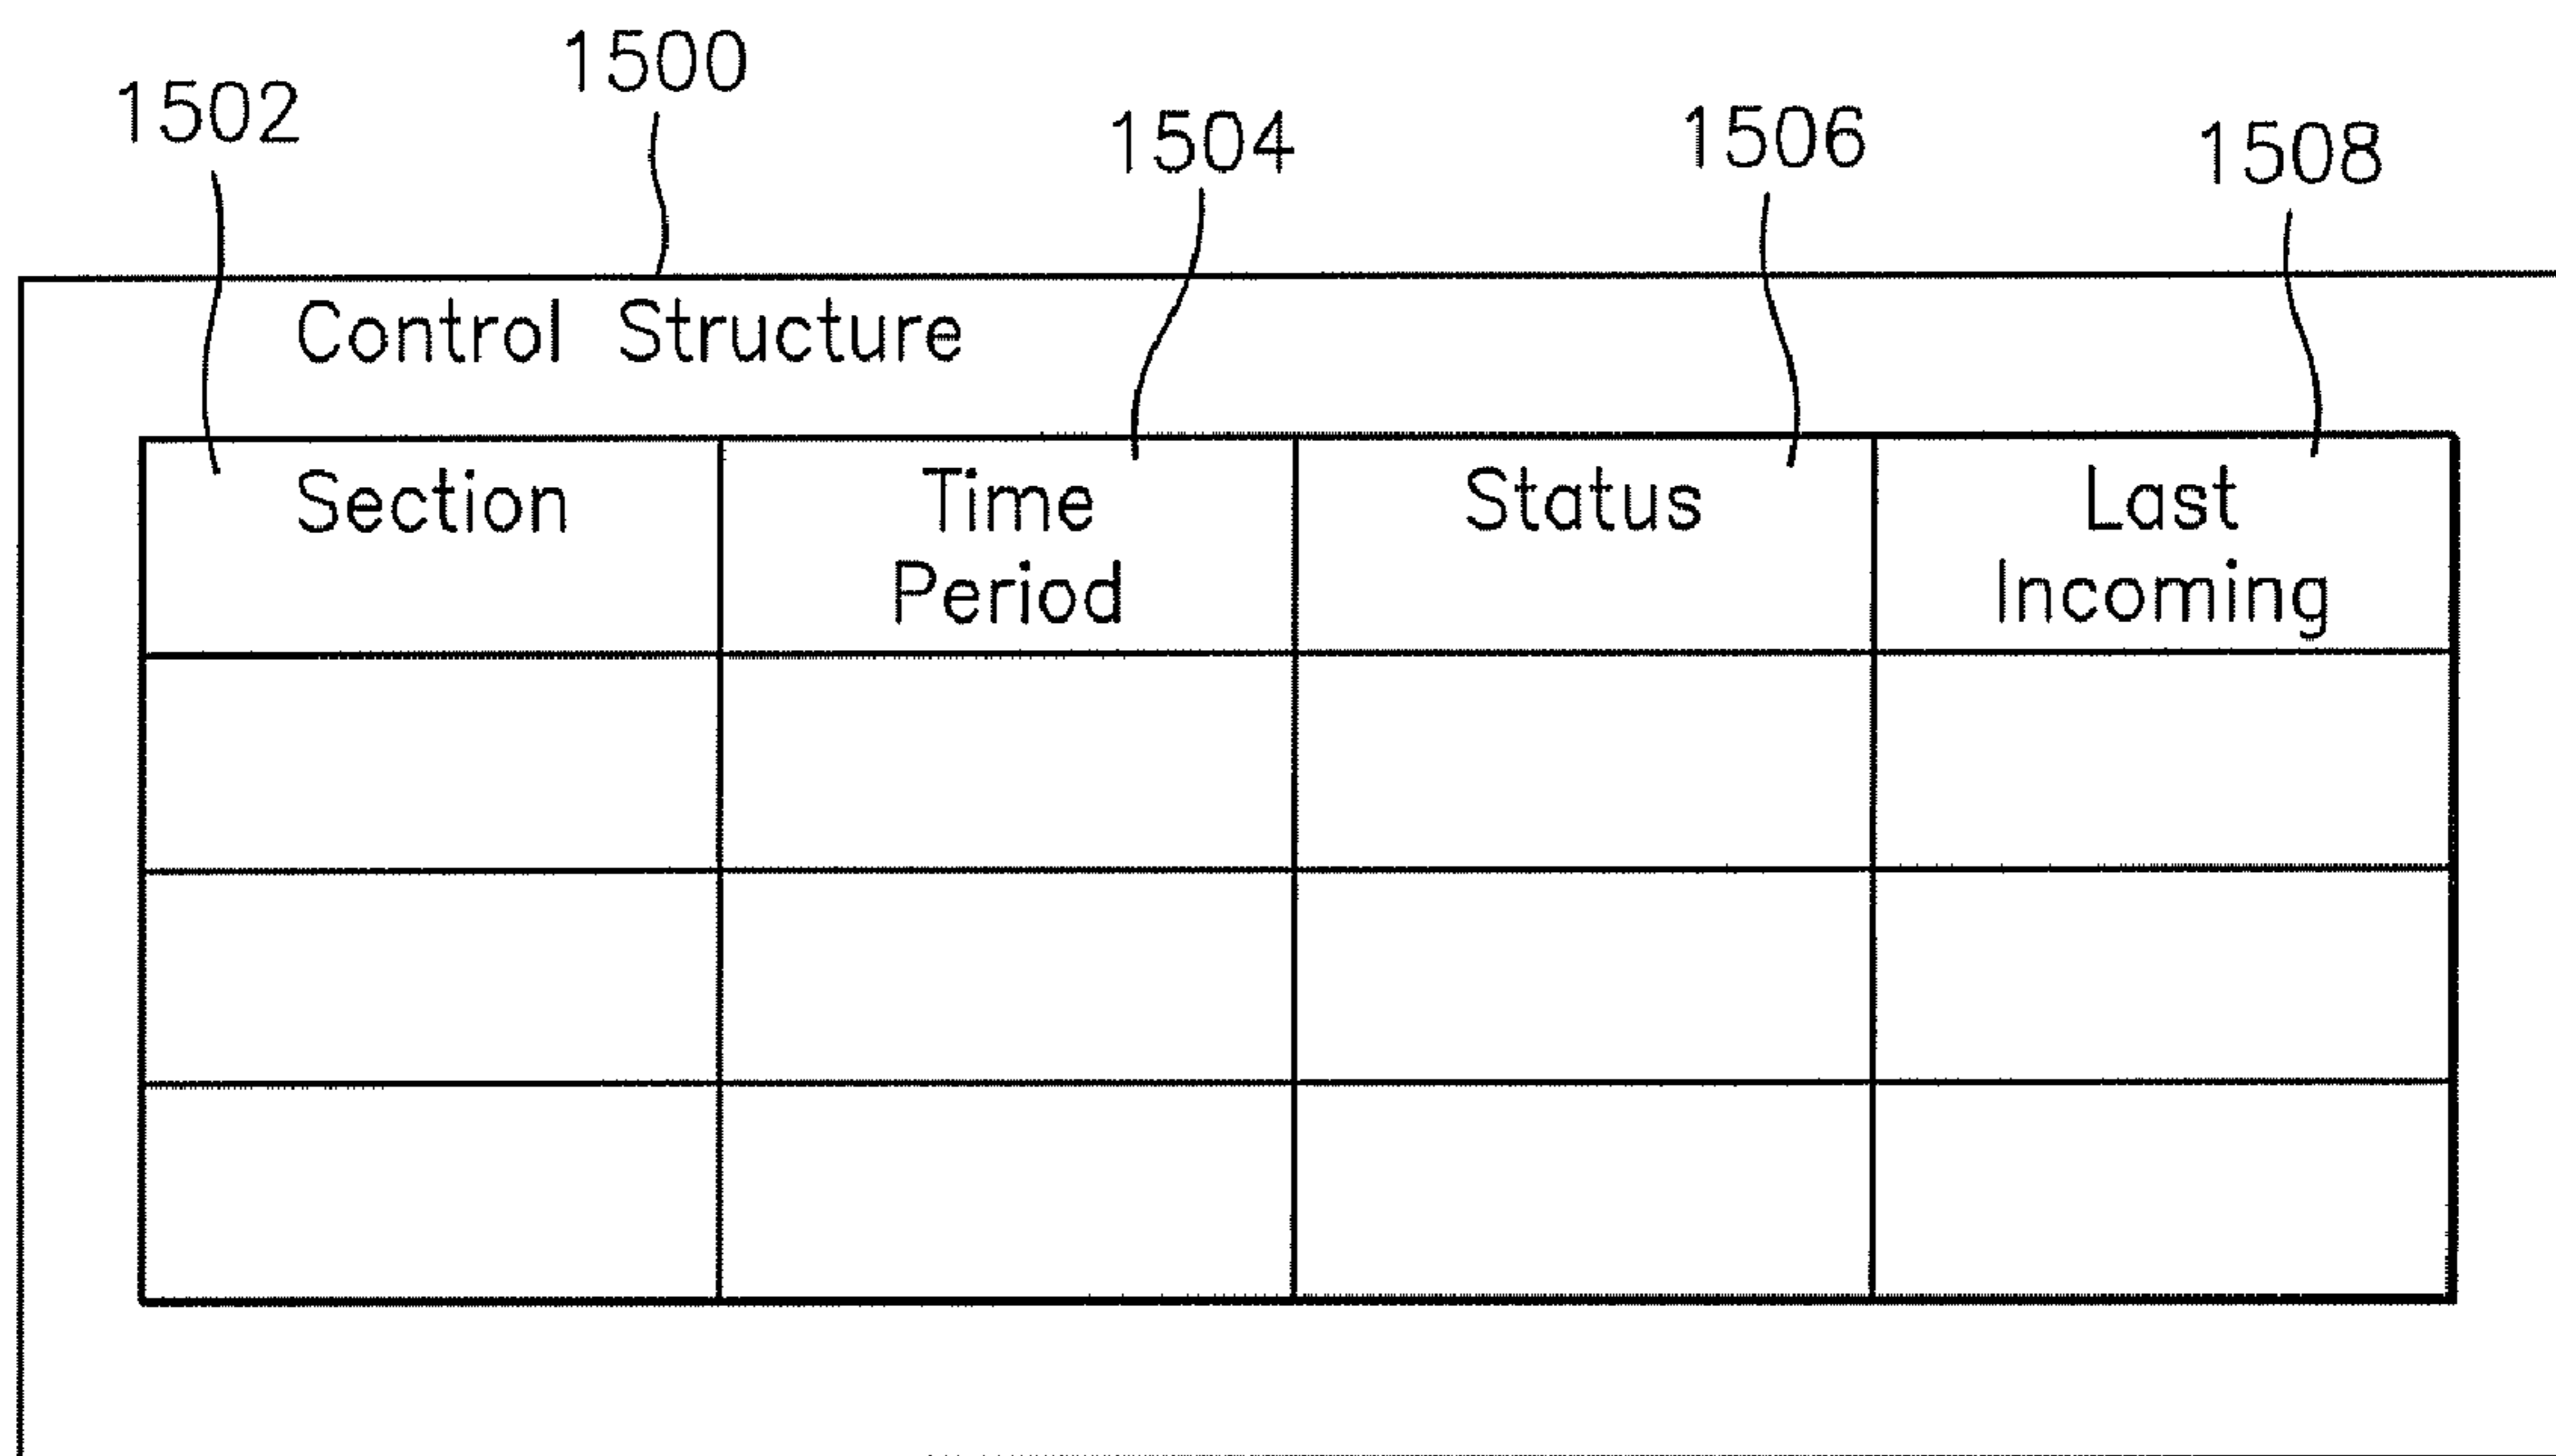 1500
1502
1504
1506
1508
Control Structure
Section
Time
Period
Status
Last
Incoming